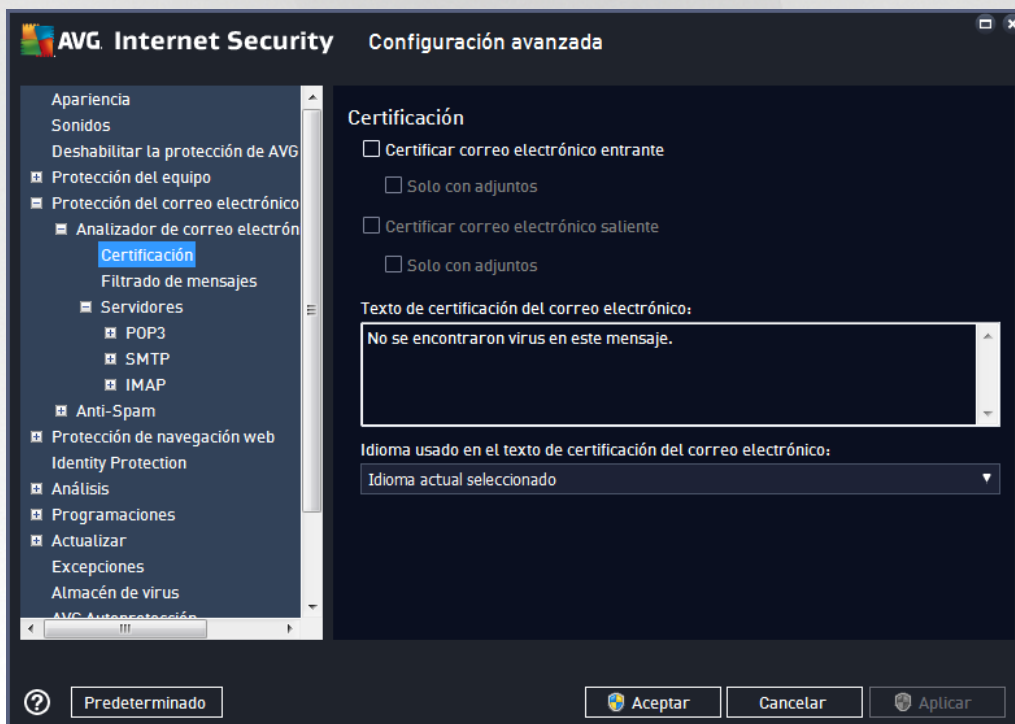 AVG. Internet Security Configuración avanzada
Apariencia
Sonidos
Deshabilitar la protección de AVG
Protección del equipo
Protección del correo electrónico
Analizador de correo electrón
Certificación
Filtrado de mensajes
Servidores
POP3
SMTP
IMAP
Anti-Spam
Protección de navegación web
Identity Protection
Análisis
Programaciones
Actualizar
Excepciones
Almacén de virus
AVG Autoprotección
Certificación
Certificar correo electrónico entrante
Solo con adjuntos
Certificar correo electrónico saliente
Solo con adjuntos
Texto de certificación del correo electrónico:
No se encontraron virus en este mensaje.
Idioma usado en el texto de certificación del correo electrónico:
Idioma actual seleccionado
Predeterminado
Aceptar
Cancelar
Aplicar